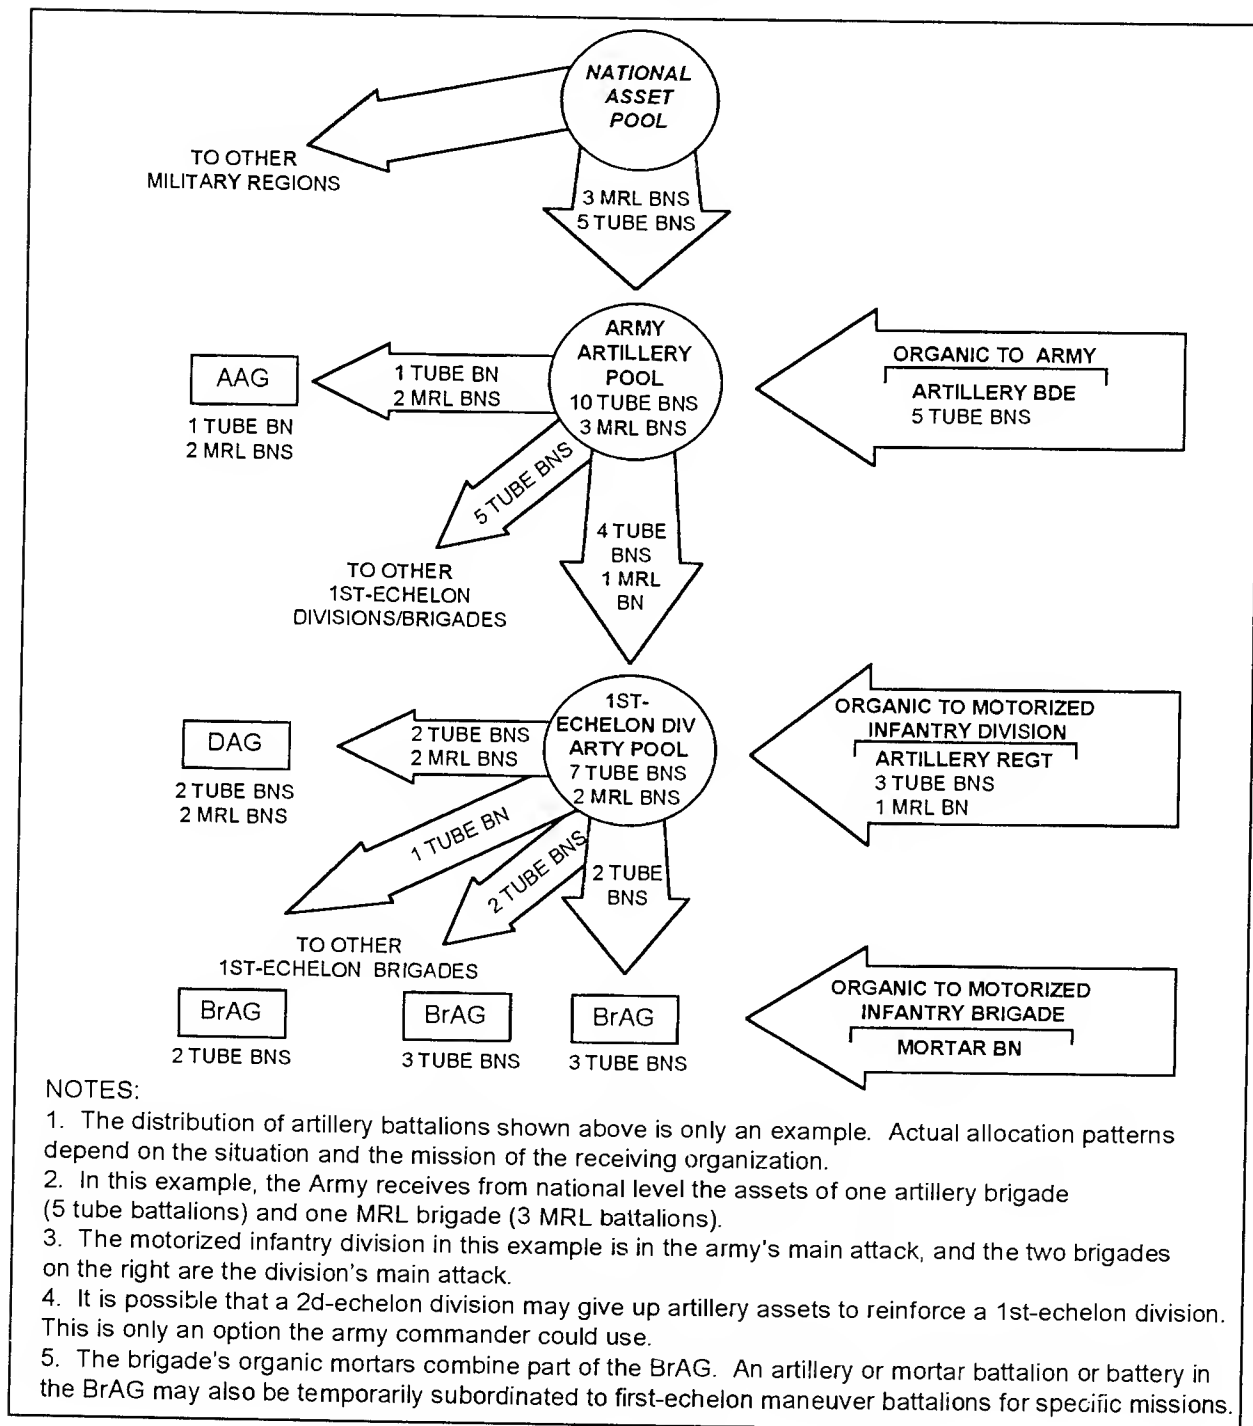 NATIONAL
ASSET
POOL
TO OTHER
MILITARY REGIONS
3 MRL BNS
5 TUBE BNS
ARMY
ARTILLERY
POOL
10 TUBE BNS
3 MRL BNS
AAG
1 TUBE BN
2 MRL BNS
1 TUBE BN
2 MRL BNS
ORGANIC TO ARMY
ARTILLERY BDE
5 TUBE BNS
5 TUBE BNS
TO OTHER
1ST-ECHELON
DIVISIONS/BRIGADES
4 TUBE
BNS
1 MRL
BN
1ST-
ECHELON DIV
ARTY POOL
7 TUBE BNS
2 MRL BNS
DAG
2 TUBE BNS
2 MRL BNS
2 TUBE BNS
2 MRL BNS
ORGANIC TO MOTORIZED
INFANTRY DIVISION
ARTILLERY REGT
3 TUBE BNS
1 MRL BN
1 TUBE BN
2 TUBE BNS
2 TUBE
BNS
TO OTHER
1ST-ECHELON BRIGADES
BrAG
2 TUBE BNS
BrAG
3 TUBE BNS
BrAG
3 TUBE BNS
ORGANIC TO MOTORIZED
INFANTRY BRIGADE
MORTAR BN
NOTES:
1. The distribution of artillery battalions shown above is only an example. Actual allocation patterns
depend on the situation and the mission of the receiving organization.
2. In this example, the Army receives from national level the assets of one artillery brigade
(5 tube battalions) and one MRL brigade (3 MRL battalions).
3. The motorized infantry division in this example is in the army's main attack, and the two brigades
on the right are the division's main attack.
4. It is possible that a 2d-echelon division may give up artillery assets to reinforce a 1st-echelon division.
This is only an option the army commander could use.
5. The brigade's organic mortars combine part of the BrAG. An artillery or mortar battalion or battery in
the BrAG may also be temporarily subordinated to first-echelon maneuver battalions for specific missions.